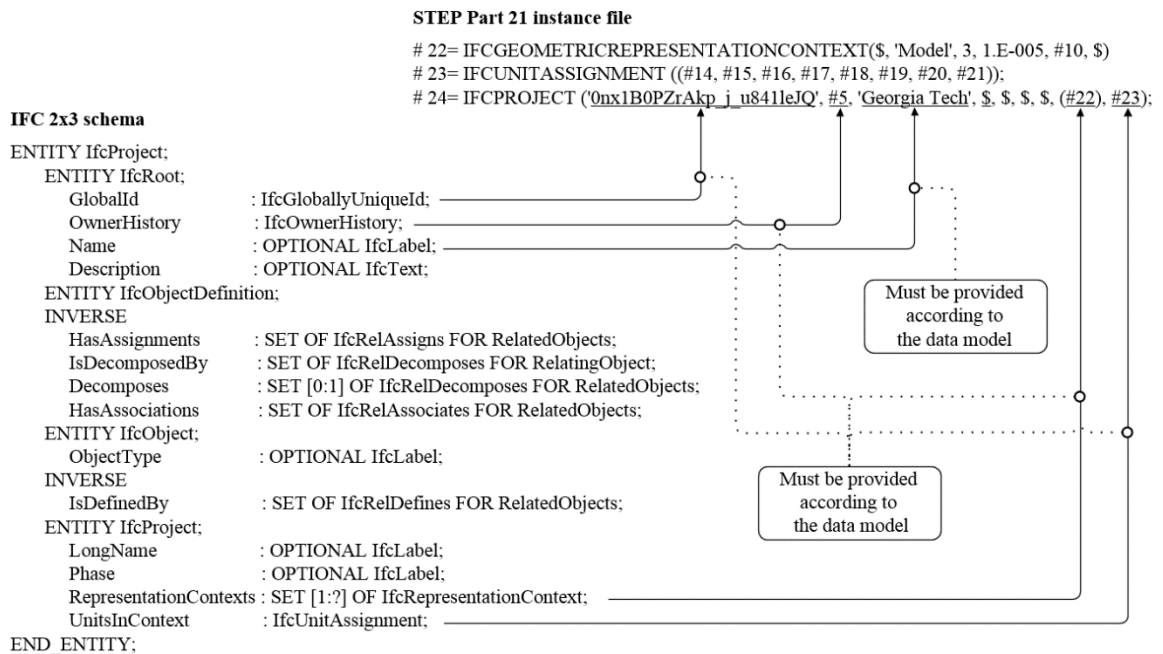 STEP Part 21 instance file
# 22= IFCGEOMETRICREPRESENTATIONCONTEXT($, 'Model', 3, 1.E-005, #10, $)
# 23= IFCUNITASSIGNMENT ((#14, #15, #16, #17, #18, #19, #20, #21));
# 24= IFCPROJECT ('0nx1B0PZrAkp_j_u841leJQ', #5, 'Georgia Tech', $, $, $, $, (#22), #23);
IFC 2x3 schema
ENTITY IfcProject;
ENTITY IfcRoot;
GlobalId : IfcGloballyUniqueId;
OwnerHistory : IfcOwnerHistory;
Name : OPTIONAL IfcLabel;
Description : OPTIONAL IfcText;
ENTITY IfcObjectDefinition;
INVERSE
HasAssignments : SET OF IfcRelAssigns FOR RelatedObjects;
IsDecomposedBy : SET OF IfcRelDecomposes FOR RelatingObject;
Decomposes : SET [0:1] OF IfcRelDecomposes FOR RelatedObjects;
HasAssociations : SET OF IfcRelAssociates FOR RelatedObjects;
ENTITY IfcObject;
ObjectType : OPTIONAL IfcLabel;
INVERSE
IsDefinedBy : SET OF IfcRelDefines FOR RelatedObjects;
ENTITY IfcProject;
LongName : OPTIONAL IfcLabel;
Phase : OPTIONAL IfcLabel;
RepresentationContexts : SET [1:?] OF IfcRepresentationContext;
UnitsInContext : IfcUnitAssignment;
END_ENTITY;
Must be provided
according to
the data model
Must be provided
according to
the data model